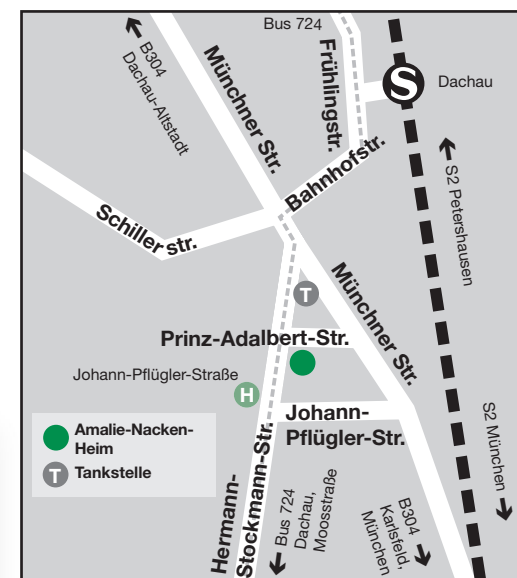 Bus 724
B304
Dachau-Altstadt
Münchner Str.
Frühlingstr.
S
Dachau
Bahnhofstr.
S2 Petershausen
Schillerstr.
Münchner Str.
T
Prinz-Adalbert-Str.
Johann-Pflügler-Straße
H
Johann-
Pflügler-Str.
Amalie-Nacken-
Heim
T
Tankstelle
Hermann-
Stockmann-Str.
Bus 724
Dachau,
Moosstraße
B304
Karlsfeld,
München
S2 München